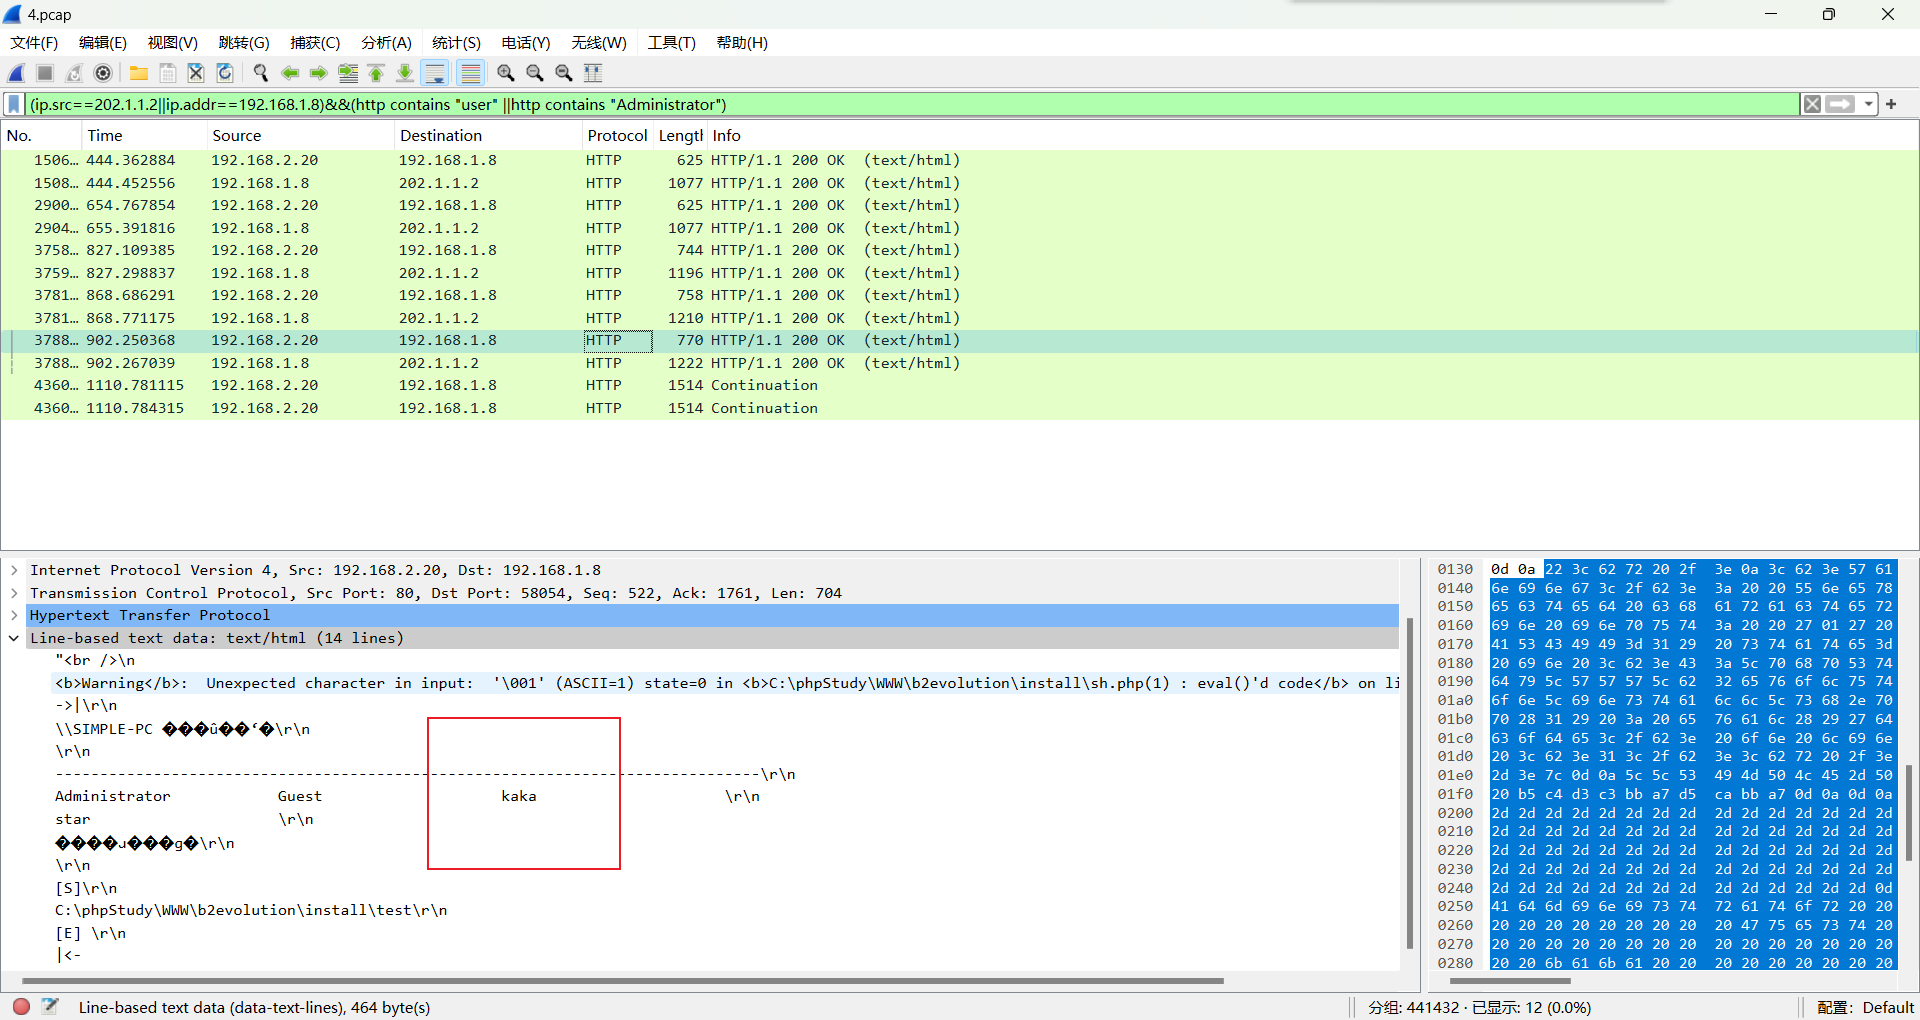 4.pcap
文件(F) 编辑(E) 视图(V) 跳转(G) 捕获(C) 分析(A) 统计(S) 电话(Y) 无线(W) 工具(T) 帮助(H)
(ip.src==202.1.1.2||ip.addr==192.168.1.8)&&(http contains "user" ||http contains "Administrator")
No. Time Source Destination Protocol Length Info
1506… 444.362884 192.168.2.20 192.168.1.8 HTTP 625 HTTP/1.1 200 OK (text/html)
1508… 444.452556 192.168.1.8 202.1.1.2 HTTP 1077 HTTP/1.1 200 OK (text/html)
2900… 654.767854 192.168.2.20 192.168.1.8 HTTP 625 HTTP/1.1 200 OK (text/html)
2904… 655.391816 192.168.1.8 202.1.1.2 HTTP 1077 HTTP/1.1 200 OK (text/html)
3758… 827.109385 192.168.2.20 192.168.1.8 HTTP 744 HTTP/1.1 200 OK (text/html)
3759… 827.298837 192.168.1.8 202.1.1.2 HTTP 1196 HTTP/1.1 200 OK (text/html)
3781… 868.686291 192.168.2.20 192.168.1.8 HTTP 758 HTTP/1.1 200 OK (text/html)
3781… 868.771175 192.168.1.8 202.1.1.2 HTTP 1210 HTTP/1.1 200 OK (text/html)
3788… 902.250368 192.168.2.20 192.168.1.8 HTTP 770 HTTP/1.1 200 OK (text/html)
3788… 902.267039 192.168.1.8 202.1.1.2 HTTP 1222 HTTP/1.1 200 OK (text/html)
4360… 1110.781115 192.168.2.20 192.168.1.8 HTTP 1514 Continuation
4360… 1110.784315 192.168.2.20 192.168.1.8 HTTP 1514 Continuation
Internet Protocol Version 4, Src: 192.168.2.20, Dst: 192.168.1.8
Transmission Control Protocol, Src Port: 80, Dst Port: 58054, Seq: 522, Ack: 1761, Len: 704
Hypertext Transfer Protocol
Line-based text data: text/html (14 lines)
"<br />\n
<b>Warning</b>:  Unexpected character in input:  '\001' (ASCII=1) state=0 in <b>C:\phpStudy\WWW\b2evolution\install\sh.php(1) : eval()'d code</b> on li
->|\r\n
\\SIMPLE-PC ���û��ʻ�\r\n
\r\n
-------------------------------------------------------------------------------\r\n
Administrator Guest kaka \r\n
star \r\n
\r\n
\r\n
[S]\r\n
C:\phpStudy\WWW\b2evolution\install\test\r\n
[E] \r\n
|<-
0130 0d 0a 22 3c 62 72 20 2f 3e 0a 3c 62 3e 57 61
0140 6e 69 6e 67 3c 2f 62 3e 3a 20 20 55 6e 65 78
0150 65 63 74 65 64 20 63 68 61 72 61 63 74 65 72
0160 69 6e 20 69 6e 70 75 74 3a 20 20 27 01 27 20
0170 41 53 43 49 49 3d 31 29 20 73 74 61 74 65 3d
0180 20 69 6e 20 3c 62 3e 43 3a 5c 70 68 70 53 74
0190 64 79 5c 57 57 57 5c 62 32 65 76 6f 6c 75 74
01a0 6f 6e 5c 69 6e 73 74 61 6c 6c 5c 73 68 2e 70
01b0 70 28 31 29 20 3a 20 65 76 61 6c 28 29 27 64
01c0 63 6f 64 65 3c 2f 62 3e 20 6f 6e 20 6c 69 6e
01d0 20 3c 62 3e 31 3c 2f 62 3e 3c 62 72 20 2f 3e
01e0 2d 3e 7c 0d 0a 5c 5c 53 49 4d 50 4c 45 2d 50
01f0 20 b5 c4 d3 c3 bb a7 d5 ca bb a7 0d 0a 0d 0a
0200 2d 2d 2d 2d 2d 2d 2d 2d 2d 2d 2d 2d 2d 2d 2d
0210 2d 2d 2d 2d 2d 2d 2d 2d 2d 2d 2d 2d 2d 2d 2d
0220 2d 2d 2d 2d 2d 2d 2d 2d 2d 2d 2d 2d 2d 2d 2d
0230 2d 2d 2d 2d 2d 2d 2d 2d 2d 2d 2d 2d 2d 2d 2d
0240 2d 2d 2d 2d 2d 2d 2d 2d 2d 2d 2d 2d 2d 2d 0d
0250 41 64 6d 69 6e 69 73 74 72 61 74 6f 72 20 20
0260 20 20 20 20 20 20 20 20 20 47 75 65 73 74 20
0270 20 20 20 20 20 20 20 20 20 20 20 20 20 20 20
0280 20 20 6b 61 6b 61 20 20 20 20 20 20 20 20 20
Line-based text data (data-text-lines), 464 byte(s) 分组: 441432 · 已显示: 12 (0.0%) 配置: Default